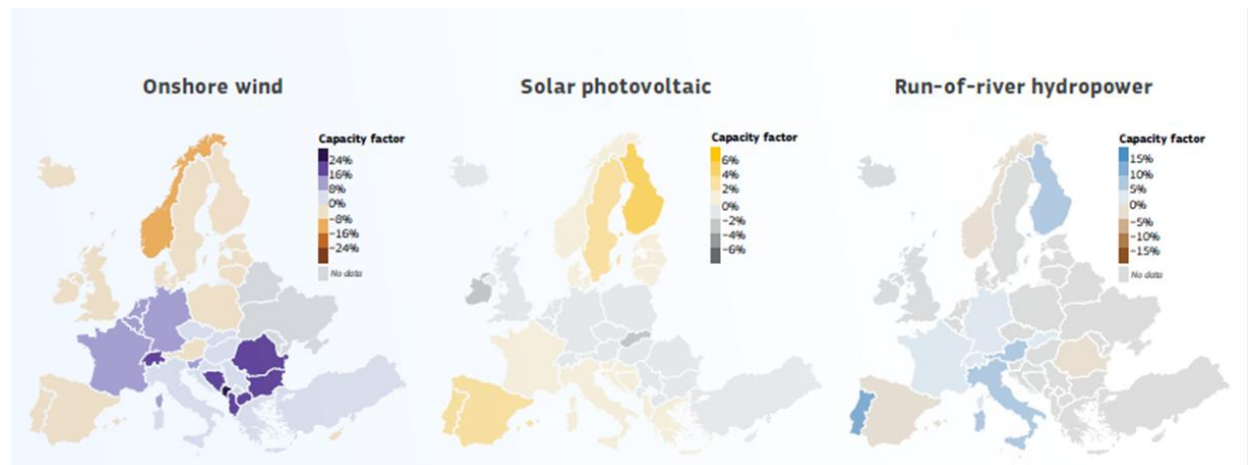 Onshore wind
Capacity factor
24%
16%
8%
0%
-8%
-16%
-24%
No data
Solar photovoltaic
Capacity factor
6%
4%
2%
0%
-2%
-4%
-6%
Run-of-river hydropower
Capacity factor
15%
10%
5%
0%
-5%
-10%
-15%
No data